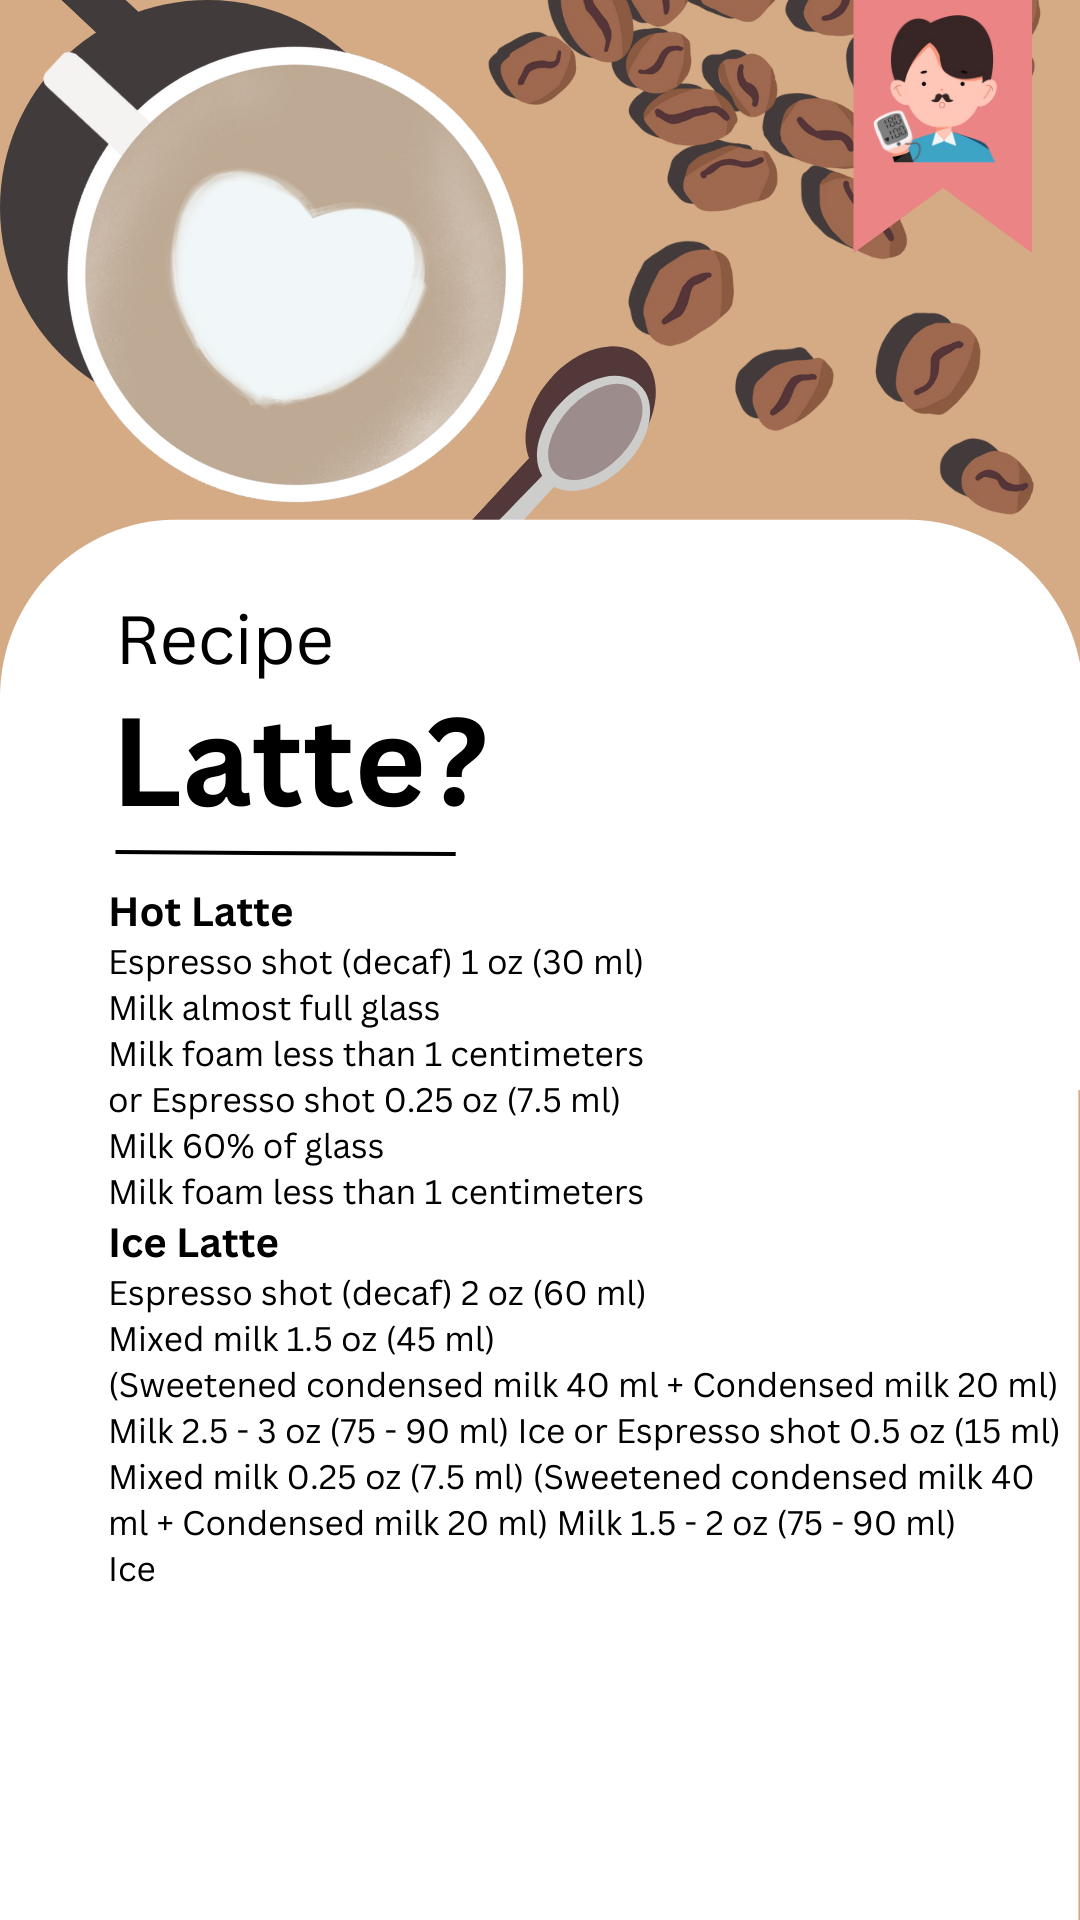 Recipe
Latte?
Hot Latte
Espresso shot (decaf) 1 oz (30 ml)
Milk almost full glass
Milk foam less than 1 centimeters
or Espresso shot 0.25 oz (7.5 ml)
Milk 60% of glass
Milk foam less than 1 centimeters
Ice Latte
Espresso shot (decaf) 2 oz (60 ml)
Mixed milk 1.5 oz (45 ml)
(Sweetened condensed milk 40 ml + Condensed milk 20 ml)
Milk 2.5 - 3 oz (75 - 90 ml) Ice or Espresso shot 0.5 oz (15 ml)
Mixed milk 0.25 oz (7.5 ml) (Sweetened condensed milk 40
ml + Condensed milk 20 ml) Milk 1.5 - 2 oz (75 - 90 ml)
Ice